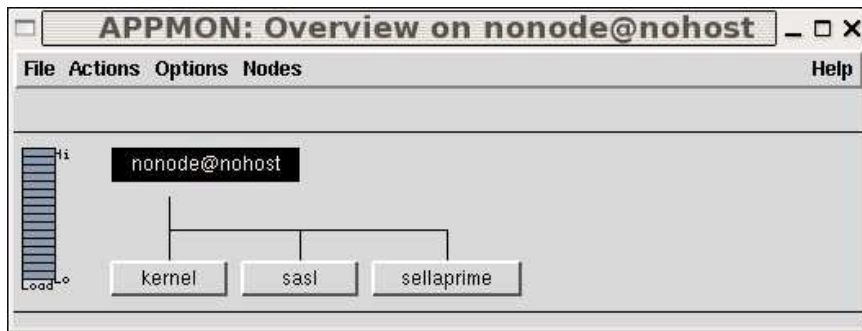 APPMON: Overview on nonode@nohost
File Actions Options Nodes Help
Hi
nonode@nohost
Lo
Load
kernel sasl sellaprime